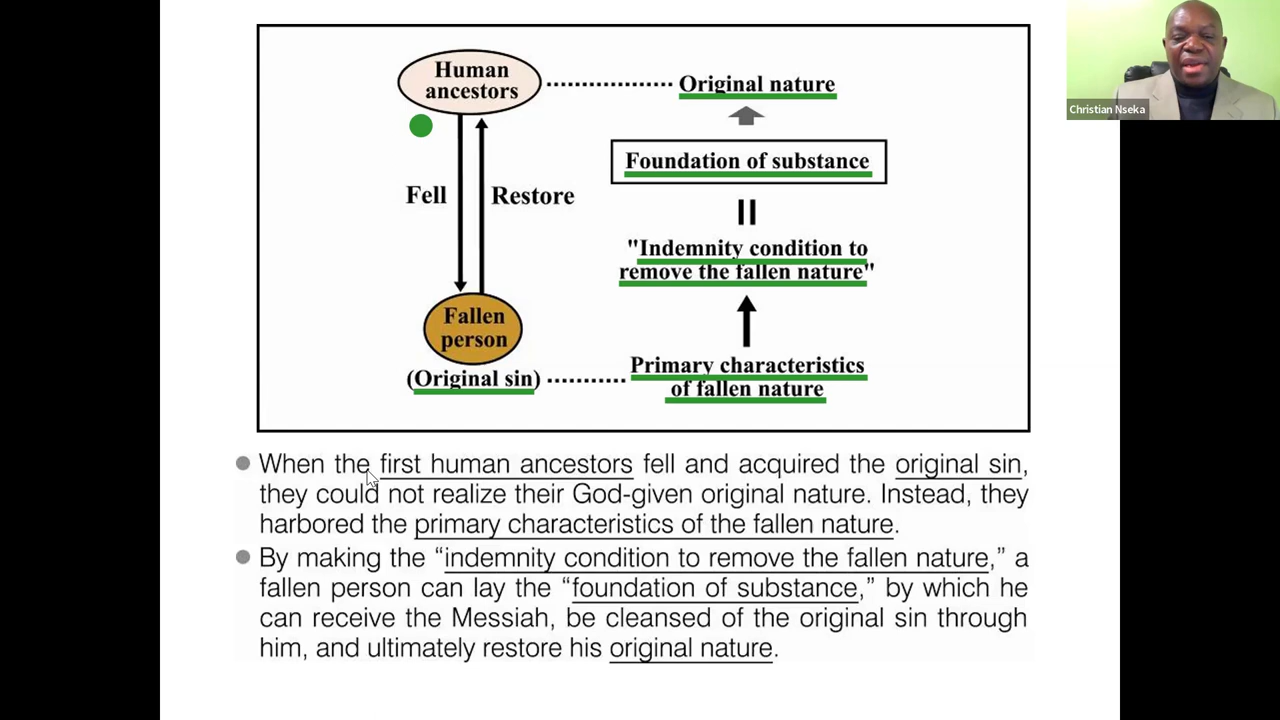 Human
ancestors
Original nature
Foundation of substance
Fell
Restore
"Indemnity condition to
remove the fallen nature"
Fallen
person
(Original sin)
Primary characteristics
of fallen nature
When the first human ancestors fell and acquired the original sin,
they could not realize their God-given original nature. Instead, they
harbored the primary characteristics of the fallen nature.
By making the “indemnity condition to remove the fallen nature,” a
fallen person can lay the “foundation of substance,” by which he
can receive the Messiah, be cleansed of the original sin through
him, and ultimately restore his original nature.
Christian Nseka